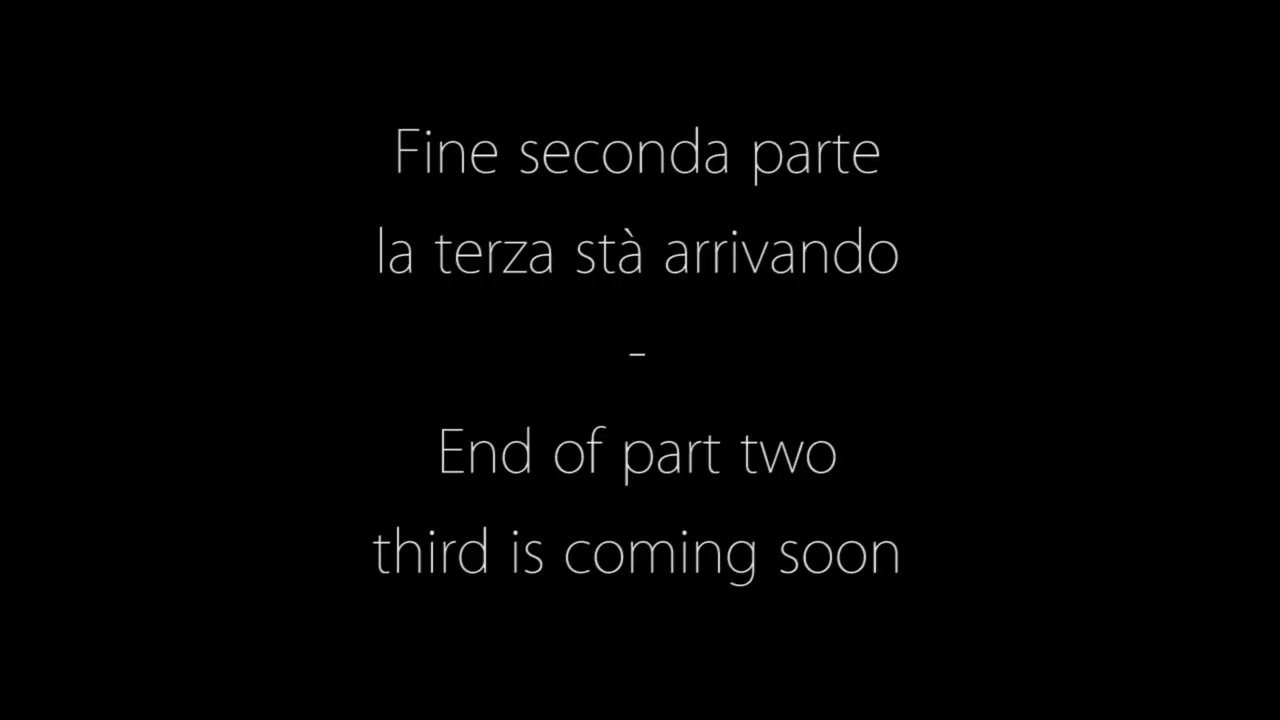 Fine seconda parte
la terza stà arrivando
-
End of part two
third is coming soon